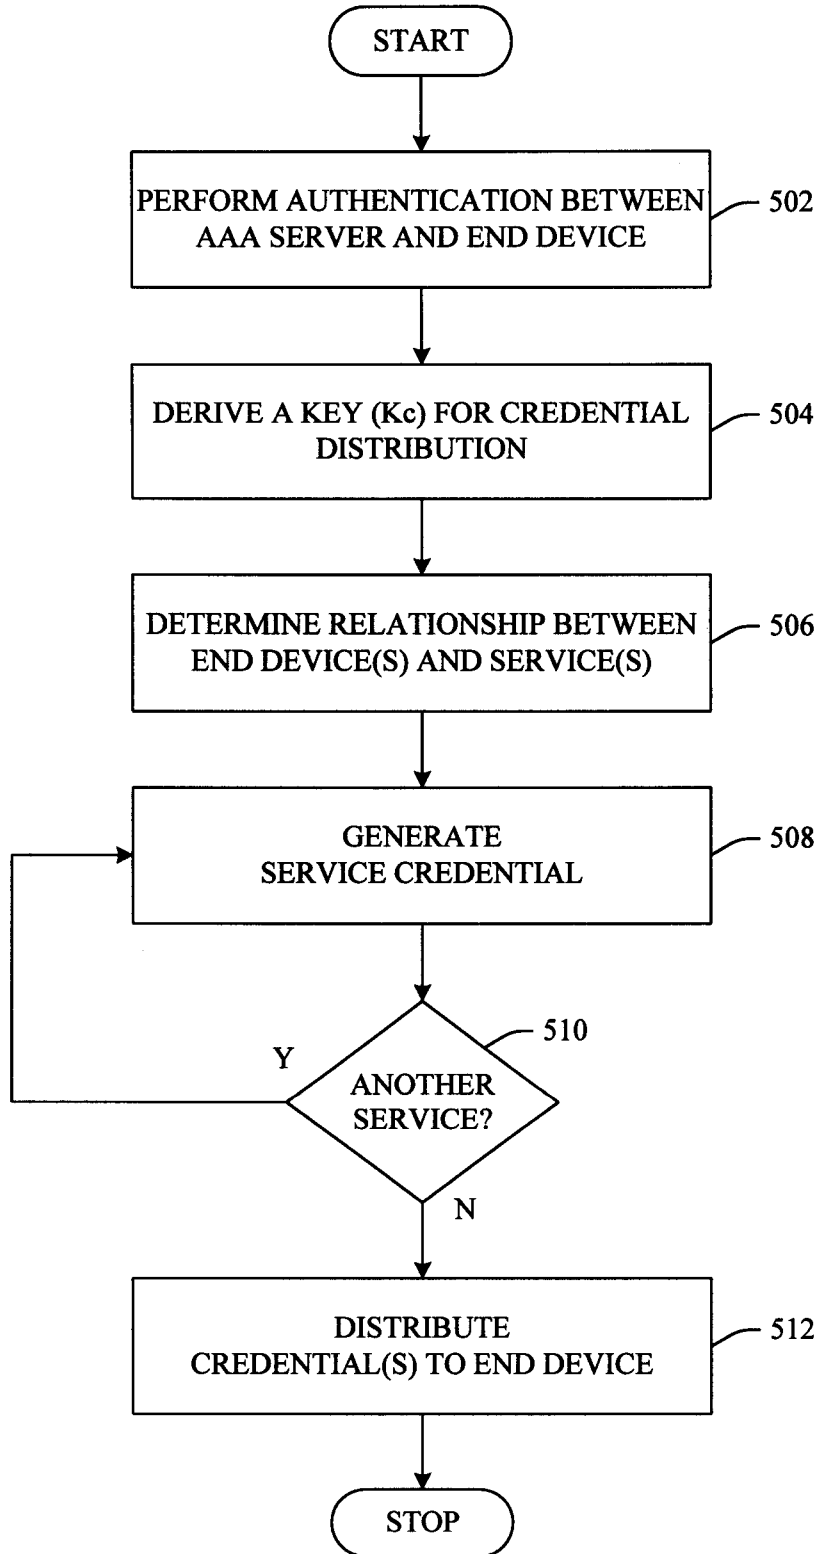 START
PERFORM AUTHENTICATION BETWEEN
AAA SERVER AND END DEVICE
502
DERIVE A KEY (Kc) FOR CREDENTIAL
DISTRIBUTION
504
DETERMINE RELATIONSHIP BETWEEN
END DEVICE(S) AND SERVICE(S)
506
GENERATE
SERVICE CREDENTIAL
508
510
Y
ANOTHER
SERVICE?
N
DISTRIBUTE
CREDENTIAL(S) TO END DEVICE
512
STOP